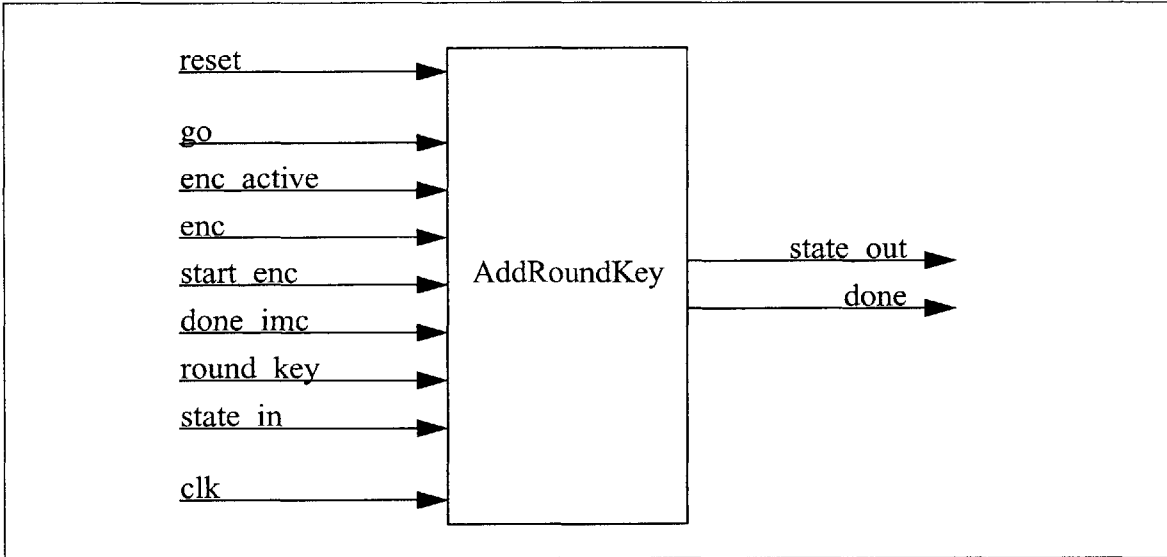 reset
go
enc_active
enc
start_enc
done_imc
round_key
state_in
clk
AddRoundKey
state_out
done